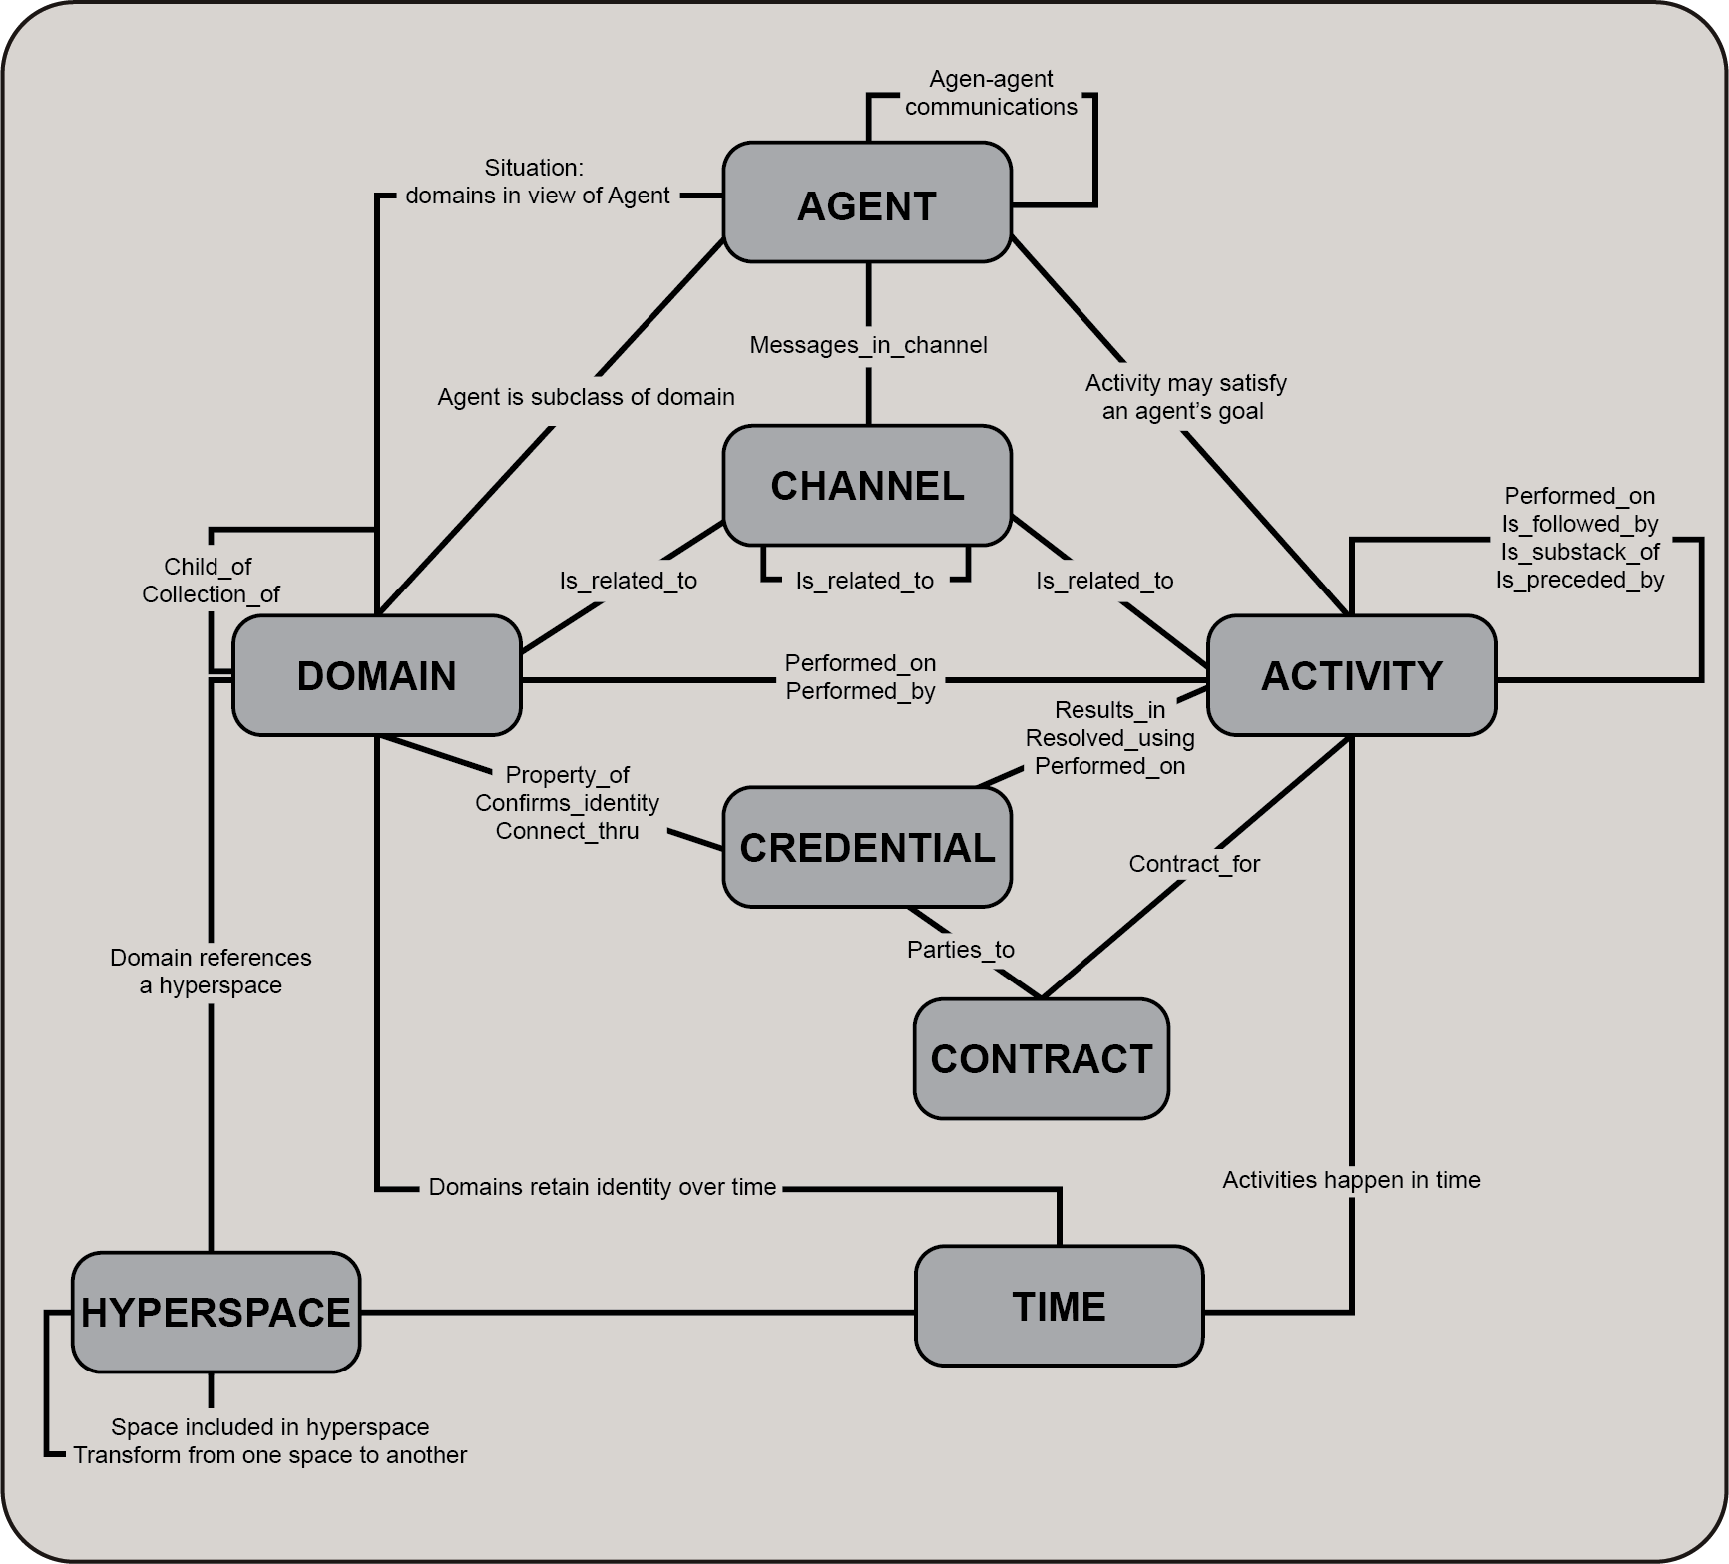 Agen-agent
communications
Situation:
domains in view of Agent
AGENT
Messages_in_channel
Agent is subclass of domain
Activity may satisfy
an agent’s goal
CHANNEL
Performed_on
Is_followed_by
Is_substack_of
Is_preceded_by
Child_of
Collection_of
Is_related_to
Is_related_to
Is_related_to
DOMAIN
Performed_on
Performed_by
ACTIVITY
Results_in
Resolved_using
Performed_on
Property_of
Confirms_identity
Connect_thru
CREDENTIAL
Contract_for
Parties_to
Domain references
a hyperspace
CONTRACT
Domains retain identity over time
Activities happen in time
HYPERSPACE
TIME
Space included in hyperspace
Transform from one space to another